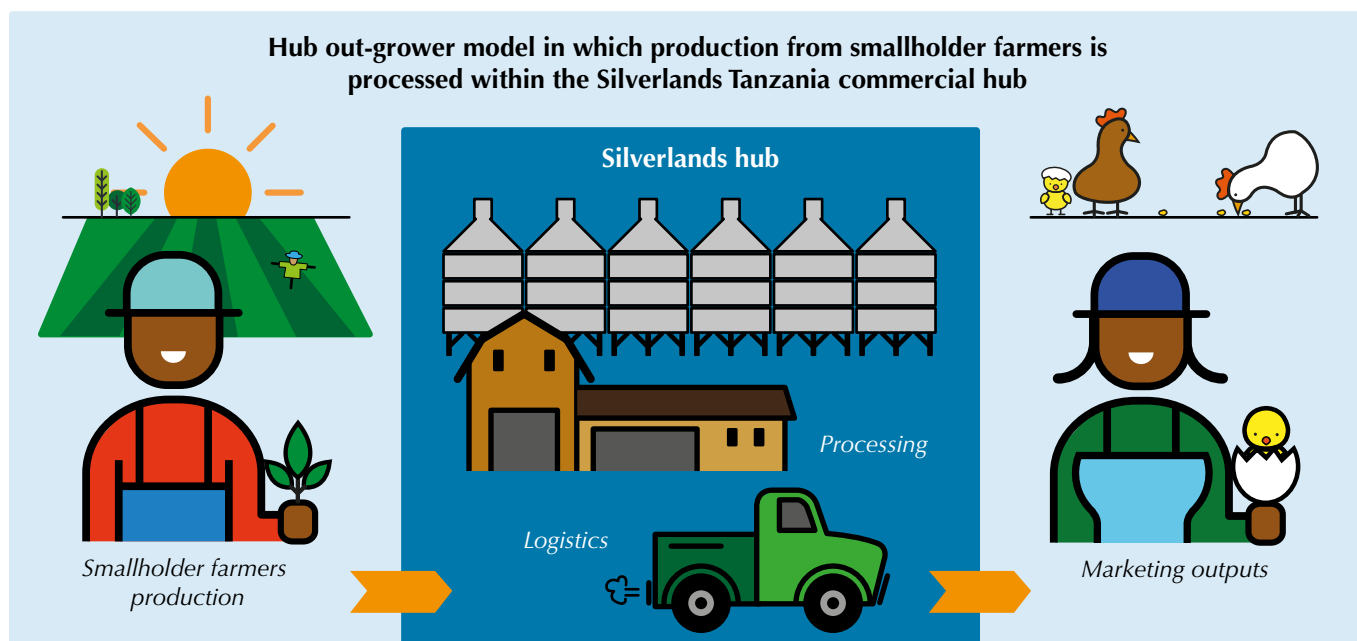 Hub out-grower model in which production from smallholder farmers is
processed within the Silverlands Tanzania commercial hub
Silverlands hub
Processing
Logistics
Smallholder farmers
production
Marketing outputs